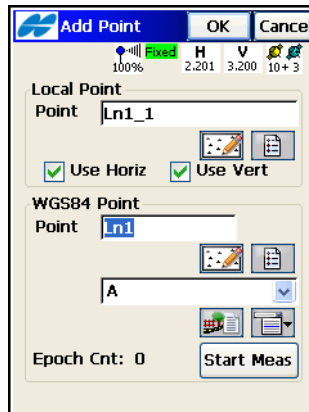 Add Point OK Cance
Fixed H V
100% 2.201 3.200 10+ 3
Local Point
Point Ln1_1
Use Horiz Use Vert
WGS84 Point
Point Ln1
A
Epoch Cnt: 0 Start Meas